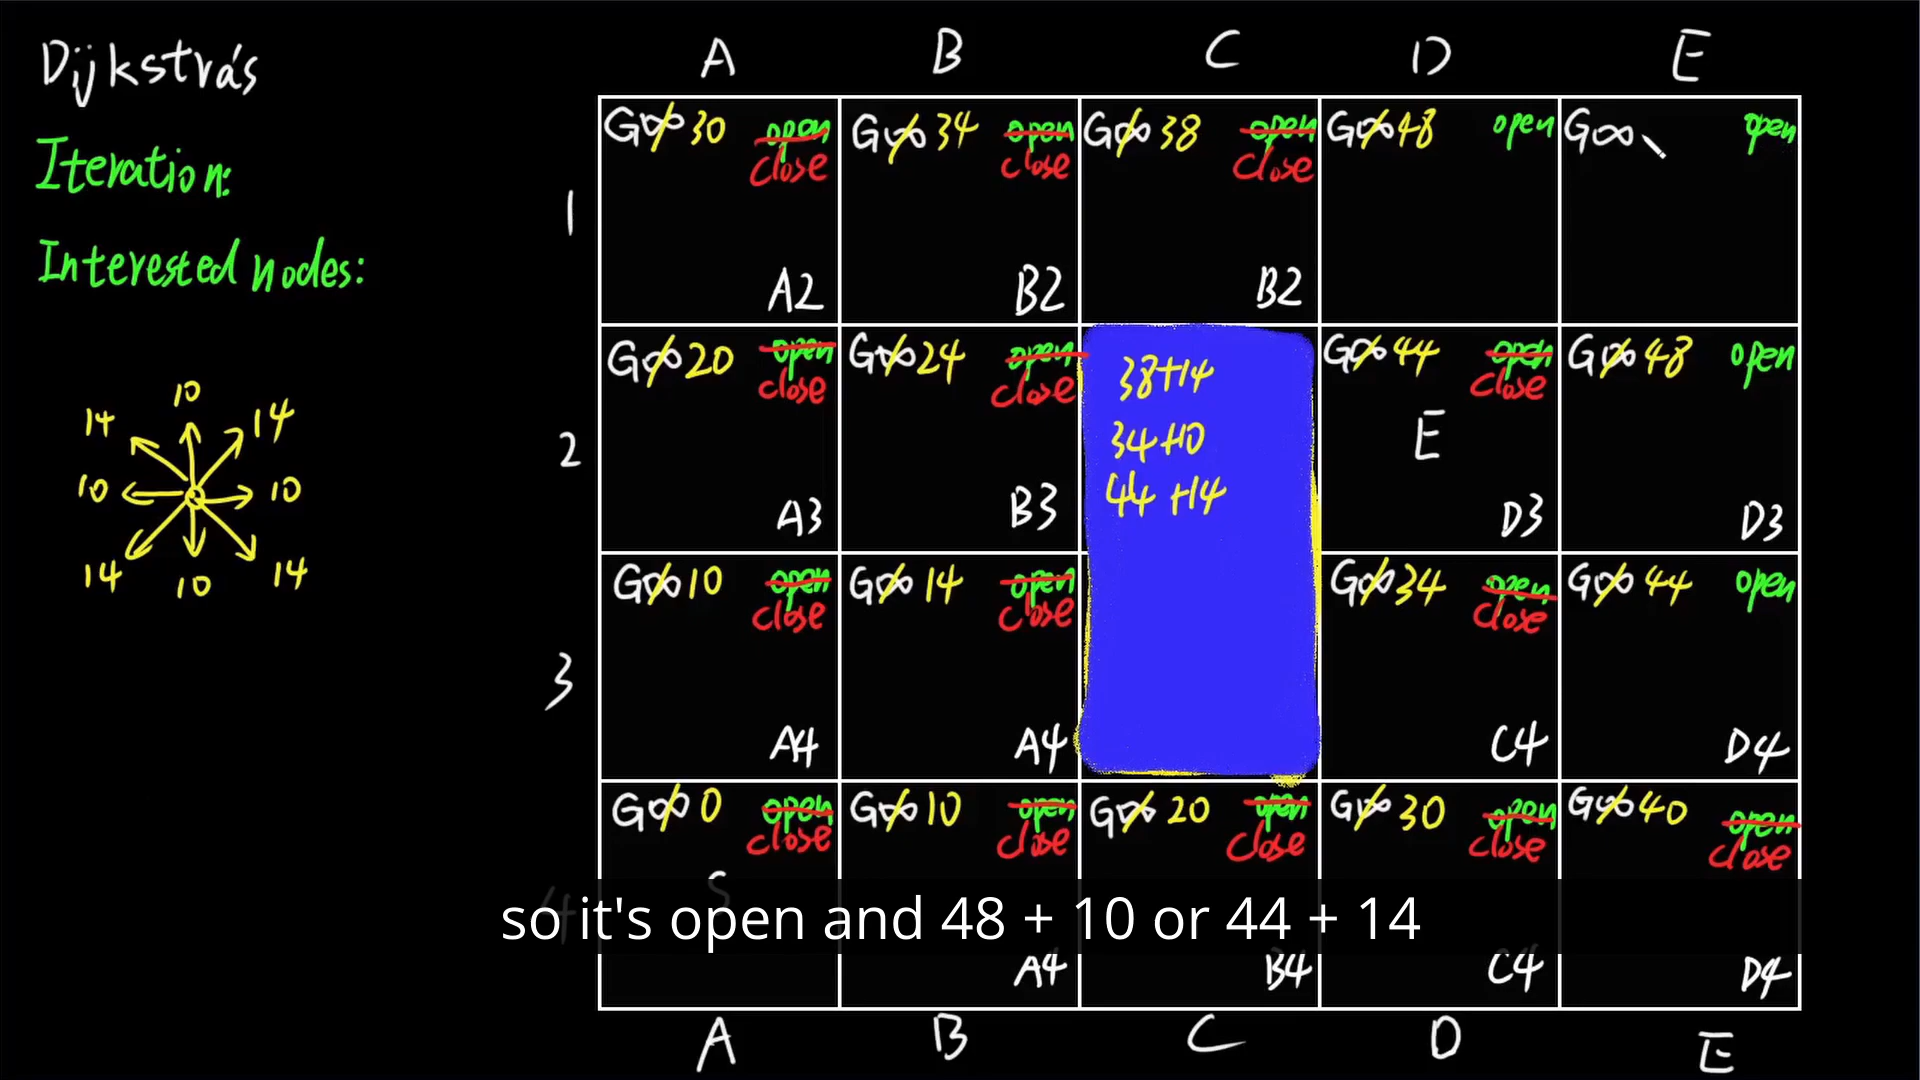 Dijkstra's
Iteration:
Interested nodes:
10
14 14
10 10
14 10 14
A B C D E
1
G∞ 30 open close A2
G∞ 34 open close B2
G∞ 38 open close B2
G∞ 48 open
G∞ open
2
G∞ 20 open close A3
G∞ 24 open close B3
38+14
34+10
44+14
G∞ 44 open close E D3
G∞ 48 open D3
3
G∞ 10 open close A4
G∞ 14 open close A4
G∞ 34 open close C4
G∞ 44 open D4
4
G∞ 0 open close S
G∞ 10 open close A4
G∞ 20 open close B4
G∞ 30 open close C4
G∞ 40 open close D4
so it's open and 48 + 10 or 44 + 14
A B C D E